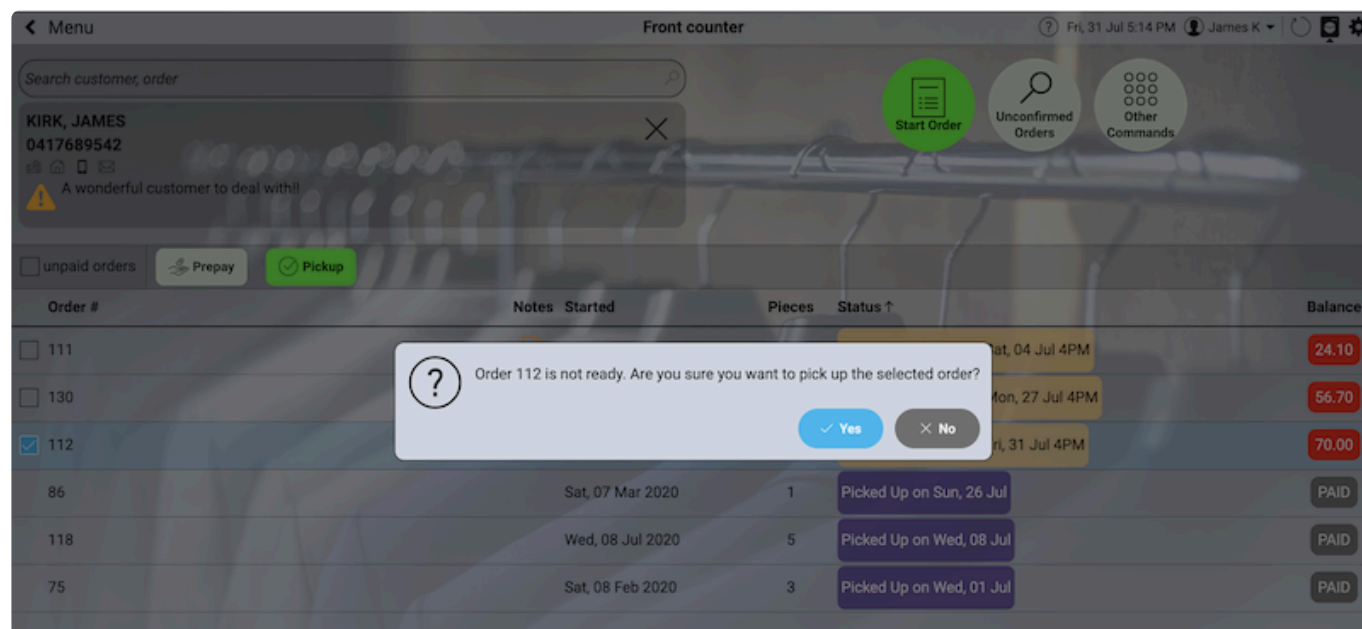 Menu
Front counter
Fri, 31 Jul 5:14 PM James K
Search customer, order
Start Order
Unconfirmed
Orders
Other
Commands
KIRK, JAMES
0417689542
A wonderful customer to deal with!!
unpaid orders Prepay Pickup
Order # Notes Started Pieces Status Balance
111 04 Jul 4PM 24.10
Order 112 is not ready. Are you sure you want to pick up the selected order?
Yes No
130 27 Jul 4PM 56.70
112 31 Jul 4PM 70.00
86 Sat, 07 Mar 2020 1 Picked Up on Sun, 26 Jul PAID
118 Wed, 08 Jul 2020 5 Picked Up on Wed, 08 Jul PAID
75 Sat, 08 Feb 2020 3 Picked Up on Wed, 01 Jul PAID